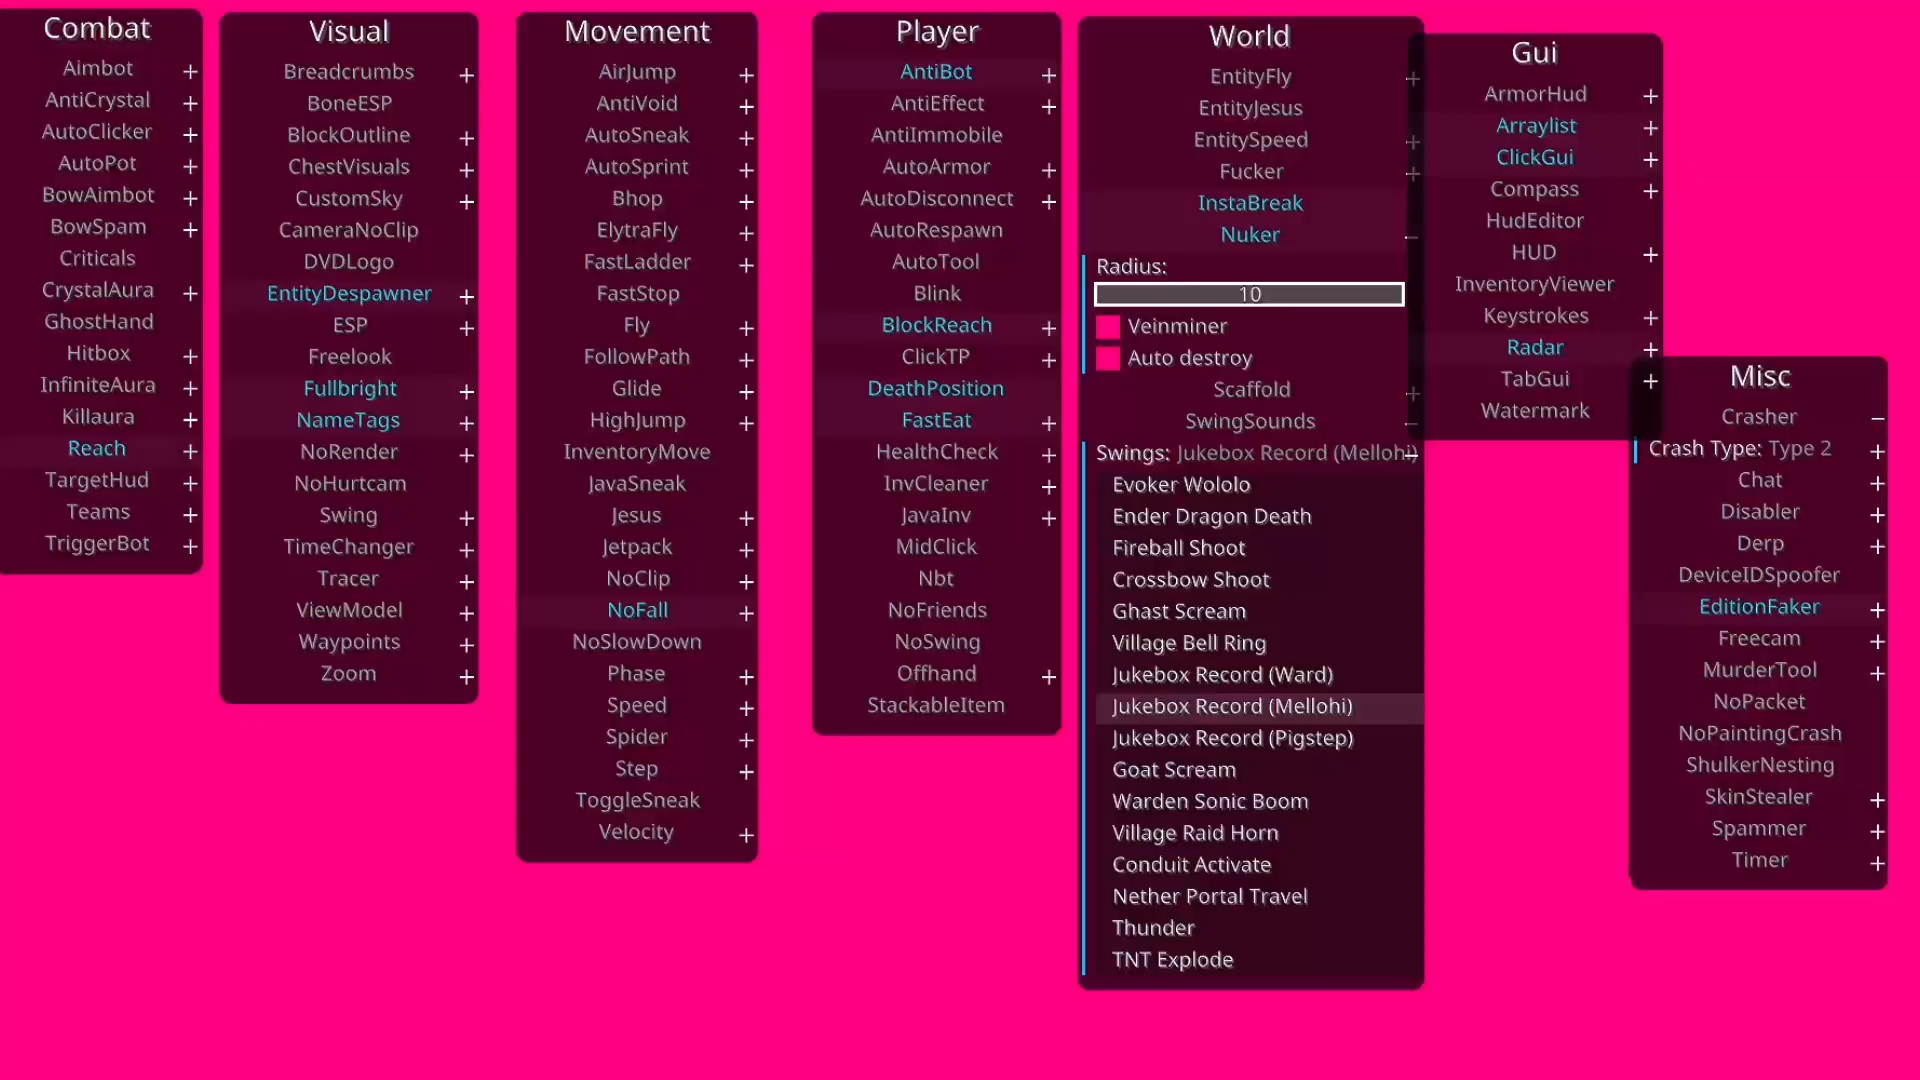 Combat
Aimbot +
AntiCrystal +
AutoClicker +
AutoPot +
BowAimbot +
BowSpam +
Criticals
CrystalAura +
GhostHand
Hitbox +
InfiniteAura +
Killaura +
Reach +
TargetHud +
Teams +
TriggerBot +
Visual
Breadcrumbs +
BoneESP
BlockOutline +
ChestVisuals +
CustomSky +
CameraNoClip
DVDLogo
EntityDespawner +
ESP +
Freelook
Fullbright +
NameTags +
NoRender +
NoHurtcam
Swing +
TimeChanger +
Tracer +
ViewModel +
Waypoints +
Zoom +
Movement
AirJump +
AntiVoid +
AutoSneak +
AutoSprint +
Bhop +
ElytraFly +
FastLadder +
FastStop
Fly +
FollowPath +
Glide +
HighJump +
InventoryMove
JavaSneak
Jesus +
Jetpack +
NoClip +
NoFall +
NoSlowDown
Phase +
Speed +
Spider +
Step +
ToggleSneak
Velocity +
Player
AntiBot +
AntiEffect +
AntiImmobile
AutoArmor +
AutoDisconnect +
AutoRespawn
AutoTool
Blink
BlockReach +
ClickTP +
DeathPosition
FastEat +
HealthCheck +
InvCleaner +
JavaInv +
MidClick
Nbt
NoFriends
NoSwing
Offhand +
StackableItem
World
EntityFly +
EntityJesus
EntitySpeed +
Fucker +
InstaBreak
Nuker −
Radius:
10
Veinminer
Auto destroy
Scaffold +
SwingSounds −
Swings: Jukebox Record (Mellohi) −
Evoker Wololo
Ender Dragon Death
Fireball Shoot
Crossbow Shoot
Ghast Scream
Village Bell Ring
Jukebox Record (Ward)
Jukebox Record (Mellohi)
Jukebox Record (Pigstep)
Goat Scream
Warden Sonic Boom
Village Raid Horn
Conduit Activate
Nether Portal Travel
Thunder
TNT Explode
Gui
ArmorHud +
Arraylist +
ClickGui +
Compass +
HudEditor
HUD +
InventoryViewer
Keystrokes +
Radar +
TabGui +
Watermark
Misc
Crasher −
Crash Type: Type 2 +
Chat +
Disabler +
Derp +
DeviceIDSpoofer
EditionFaker +
Freecam +
MurderTool +
NoPacket
NoPaintingCrash
ShulkerNesting
SkinStealer +
Spammer +
Timer +